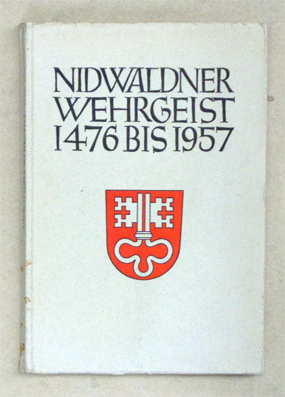 NIDWALDNER
WEHRGEIST
1476 BIS 1957